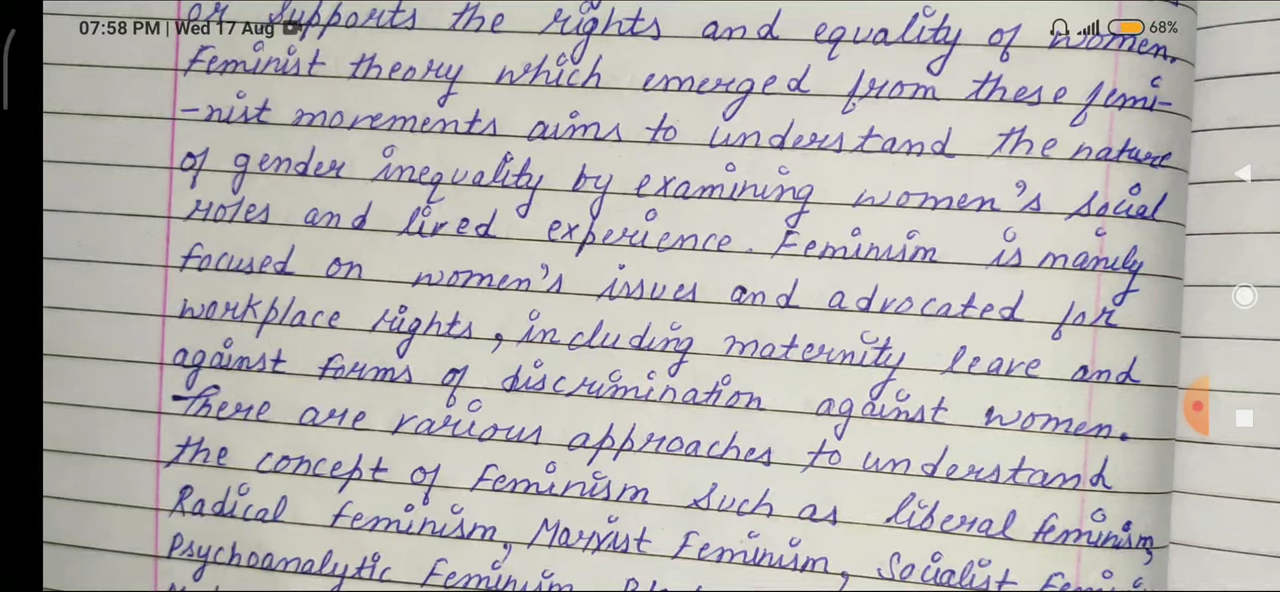 07:58 PM | Wed 17 Aug 68%
or supports the rights and equality of women.
Feminist theory which emerged from these femi-
-nist movements aims to understand the nature
of gender inequality by examining women's social
roles and lived experience. Feminism is manily
focused on women's issues and advocated for
workplace rights, including maternity leave and
against forms of discrimination against women.
There are various approaches to understand
the concept of Feminism such as liberal feminism,
Radical feminism, Marxist Feminism, Socialist
Psychoanalytic Feminism